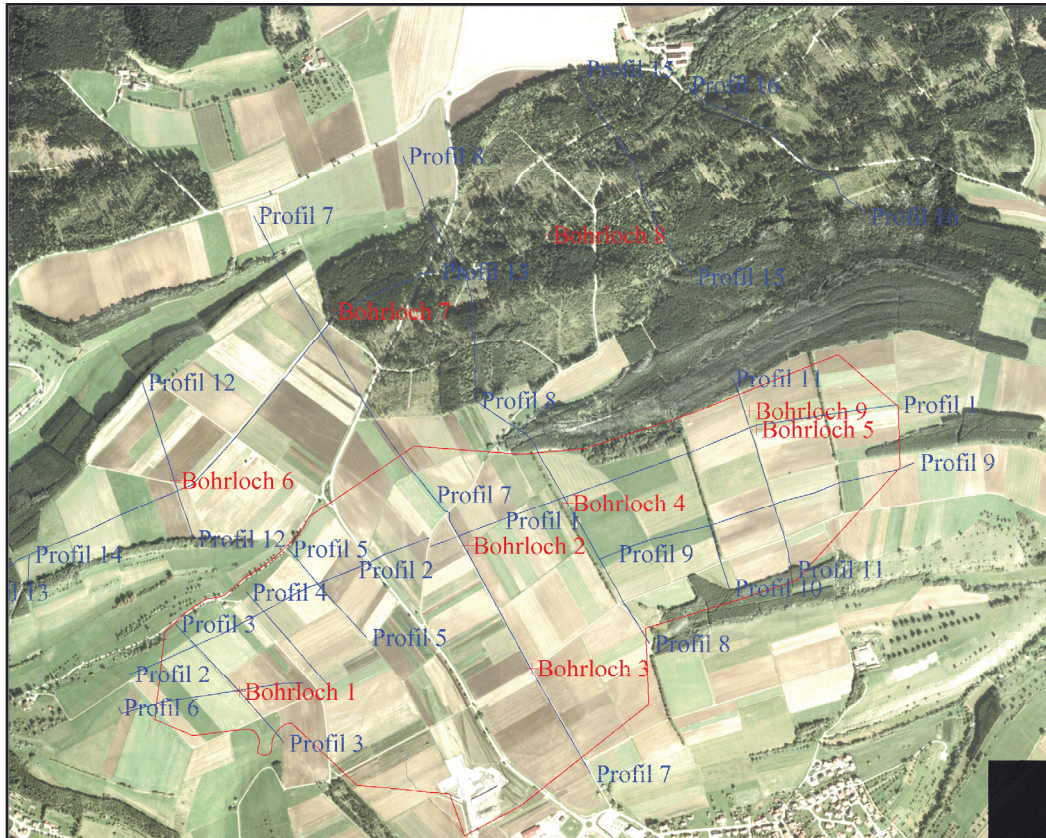 Profil 15
Profil 16
Profil 8
Profil 7
Profil 16
Bohrloch 8
Profil 13
Profil 15
Bohrloch 7
Profil 12
Profil 11
Profil 8
Bohrloch 9
Profil 1
Bohrloch 5
Profil 9
Bohrloch 6
Profil 7
Bohrloch 4
Profil 1
Profil 12
Profil 5
Bohrloch 2
Profil 14
Profil 9
Profil 2
Profil 11
l 13
Profil 4
Profil 10
Profil 3
Profil 5
Profil 8
Profil 2
Bohrloch 3
Bohrloch 1
Profil 6
Profil 3
Profil 7